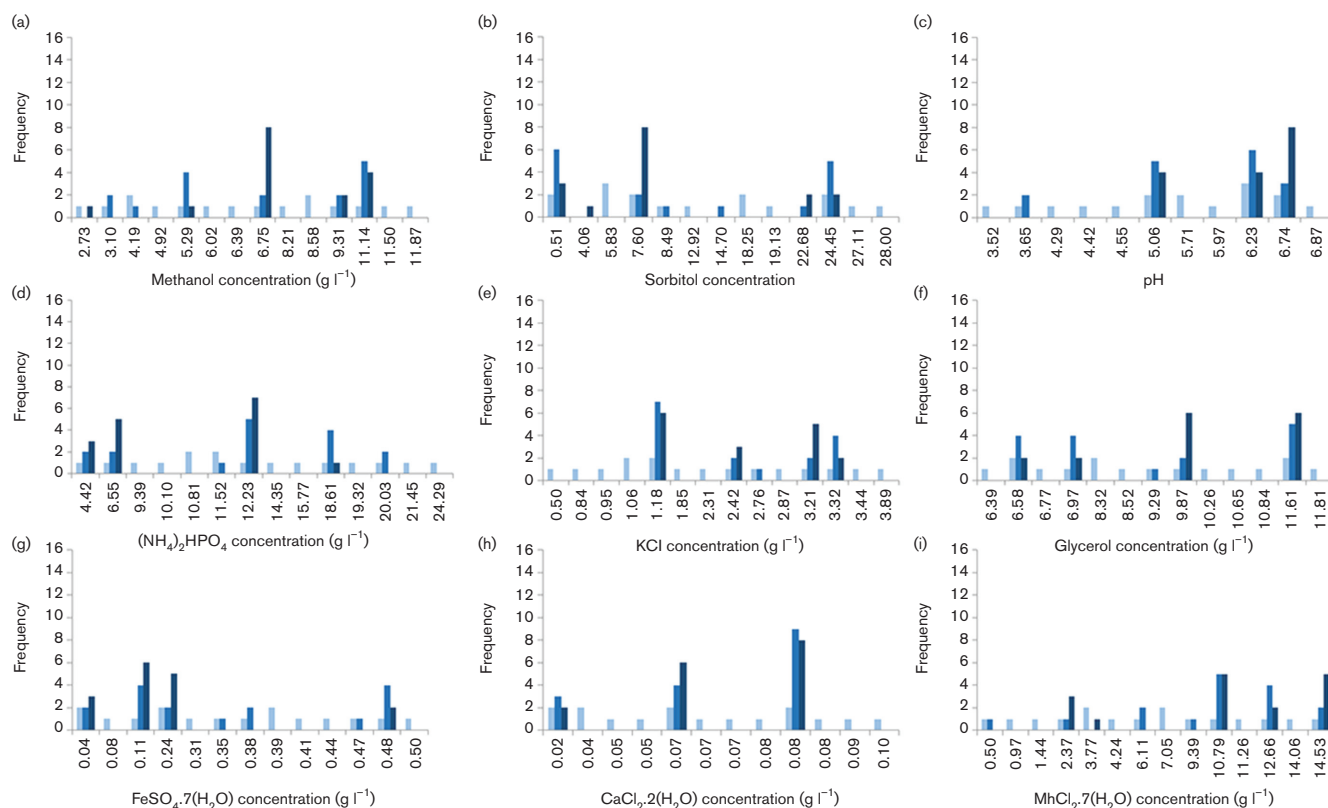 (a)
Frequency
16
14
12
10
8
6
4
2
0
2.73 3.10 4.19 4.92 5.29 6.02 6.39 6.75 8.21 8.58 9.31 11.14 11.50 11.87
Methanol concentration (g l⁻¹)
(b)
Frequency
16
14
12
10
8
6
4
2
0
0.51 4.06 5.83 7.60 8.49 12.92 14.70 18.25 19.13 22.68 24.45 27.11 28.00
Sorbitol concentration
(c)
Frequency
16
14
12
10
8
6
4
2
0
3.52 3.65 4.29 4.42 4.55 5.06 5.71 5.97 6.23 6.74 6.87
pH
(d)
Frequency
16
14
12
10
8
6
4
2
0
4.42 6.55 9.39 10.10 10.81 11.52 12.23 14.35 15.77 18.61 19.32 20.03 21.45 24.29
(NH₄)₂HPO₄ concentration (g l⁻¹)
(e)
Frequency
16
14
12
10
8
6
4
2
0
0.50 0.84 0.95 1.06 1.18 1.85 2.31 2.42 2.76 2.87 3.21 3.32 3.44 3.89
KCl concentration (g l⁻¹)
(f)
Frequency
16
14
12
10
8
6
4
2
0
6.39 6.58 6.77 6.97 8.32 8.52 9.29 9.87 10.26 10.65 10.84 11.61 11.81
Glycerol concentration (g l⁻¹)
(g)
Frequency
16
14
12
10
8
6
4
2
0
0.04 0.08 0.11 0.24 0.31 0.35 0.38 0.39 0.41 0.44 0.47 0.48 0.50
FeSO₄.7(H₂O) concentration (g l⁻¹)
(h)
Frequency
16
14
12
10
8
6
4
2
0
0.02 0.04 0.05 0.05 0.07 0.07 0.07 0.08 0.08 0.08 0.09 0.10
CaCl₂.2(H₂O) concentration (g l⁻¹)
(i)
Frequency
16
14
12
10
8
6
4
2
0
0.50 0.97 1.44 2.37 3.77 4.24 6.11 7.05 9.39 10.79 11.26 12.66 14.06 14.53
MhCl₂.7(H₂O) concentration (g l⁻¹)